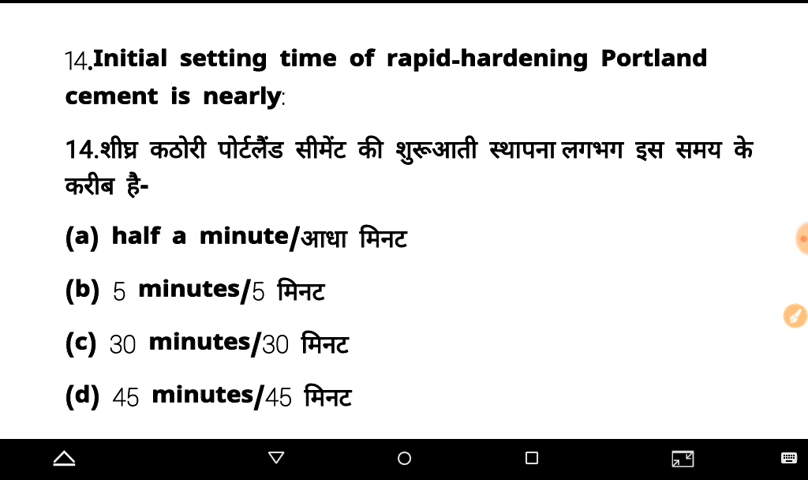 14.Initial setting time of rapid-hardening Portland
cement is nearly:
14.शीघ्र कठोरी पोर्टलैंड सीमेंट की शुरूआती स्थापना लगभग इस समय के
करीब है-
(a) half a minute/आधा मिनट
(b) 5 minutes/5 मिनट
(c) 30 minutes/30 मिनट
(d) 45 minutes/45 मिनट